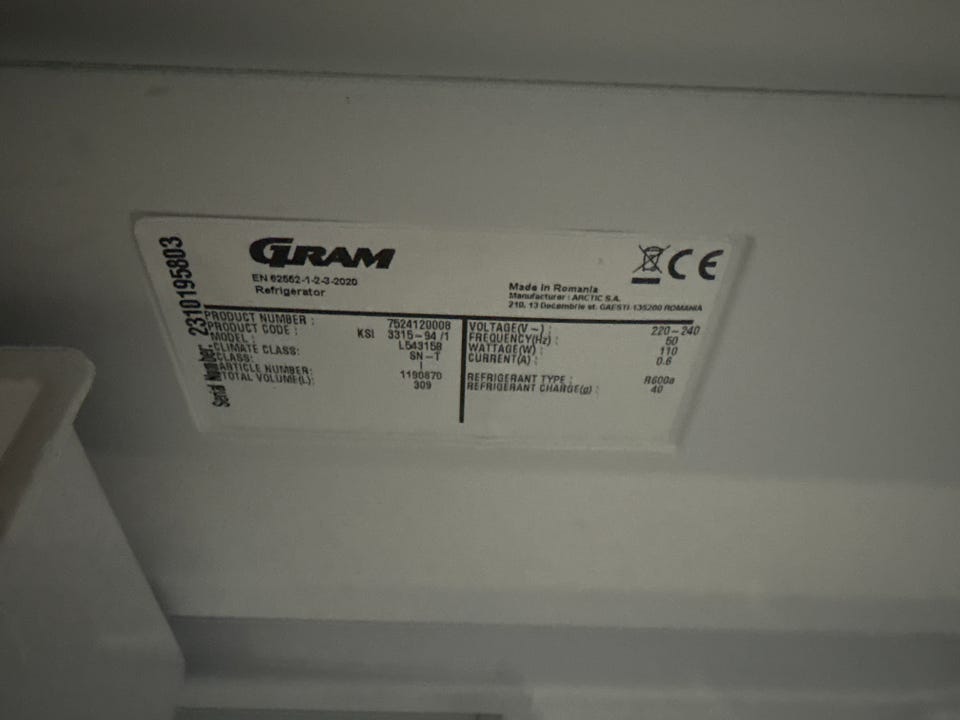 Serial Number. 2310195803
GRAM
EN 62552-1-2-3-2020
Refrigerator
CE
Made in Romania
Manufacturer : ARCTIC S.A.
210, 13 Decembrie st. GAESTI-135200 ROMANIA
PRODUCT NUMBER : 7524120008
PRODUCT CODE : KSI 3315-94 /1
MODEL : L54315B
CLIMATE CLASS: SN-T
CLASS: I
ARTICLE NUMBER: 1190870
TOTAL VOLUME(L): 309
VOLTAGE(V ~) : 220-240
FREQUENCY(Hz) : 50
WATTAGE(W) : 110
CURRENT(A) : 0.6
REFRIGERANT TYPE : R600a
REFRIGERANT CHARGE(g) : 40